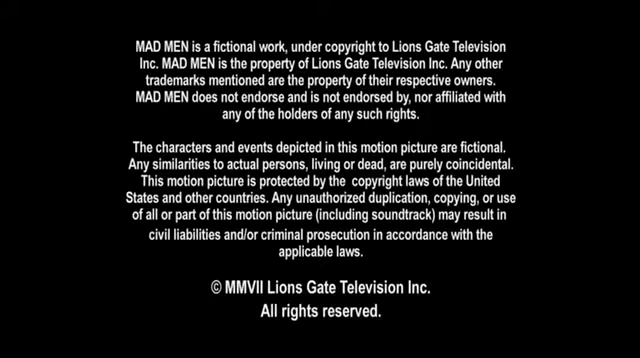 MAD MEN is a fictional work, under copyright to Lions Gate Television
Inc. MAD MEN is the property of Lions Gate Television Inc. Any other
trademarks mentioned are the property of their respective owners.
MAD MEN does not endorse and is not endorsed by, nor affiliated with
any of the holders of any such rights.
The characters and events depicted in this motion picture are fictional.
Any similarities to actual persons, living or dead, are purely coincidental.
This motion picture is protected by the copyright laws of the United
States and other countries. Any unauthorized duplication, copying, or use
of all or part of this motion picture (including soundtrack) may result in
civil liabilities and/or criminal prosecution in accordance with the
applicable laws.
© MMVII Lions Gate Television Inc.
All rights reserved.